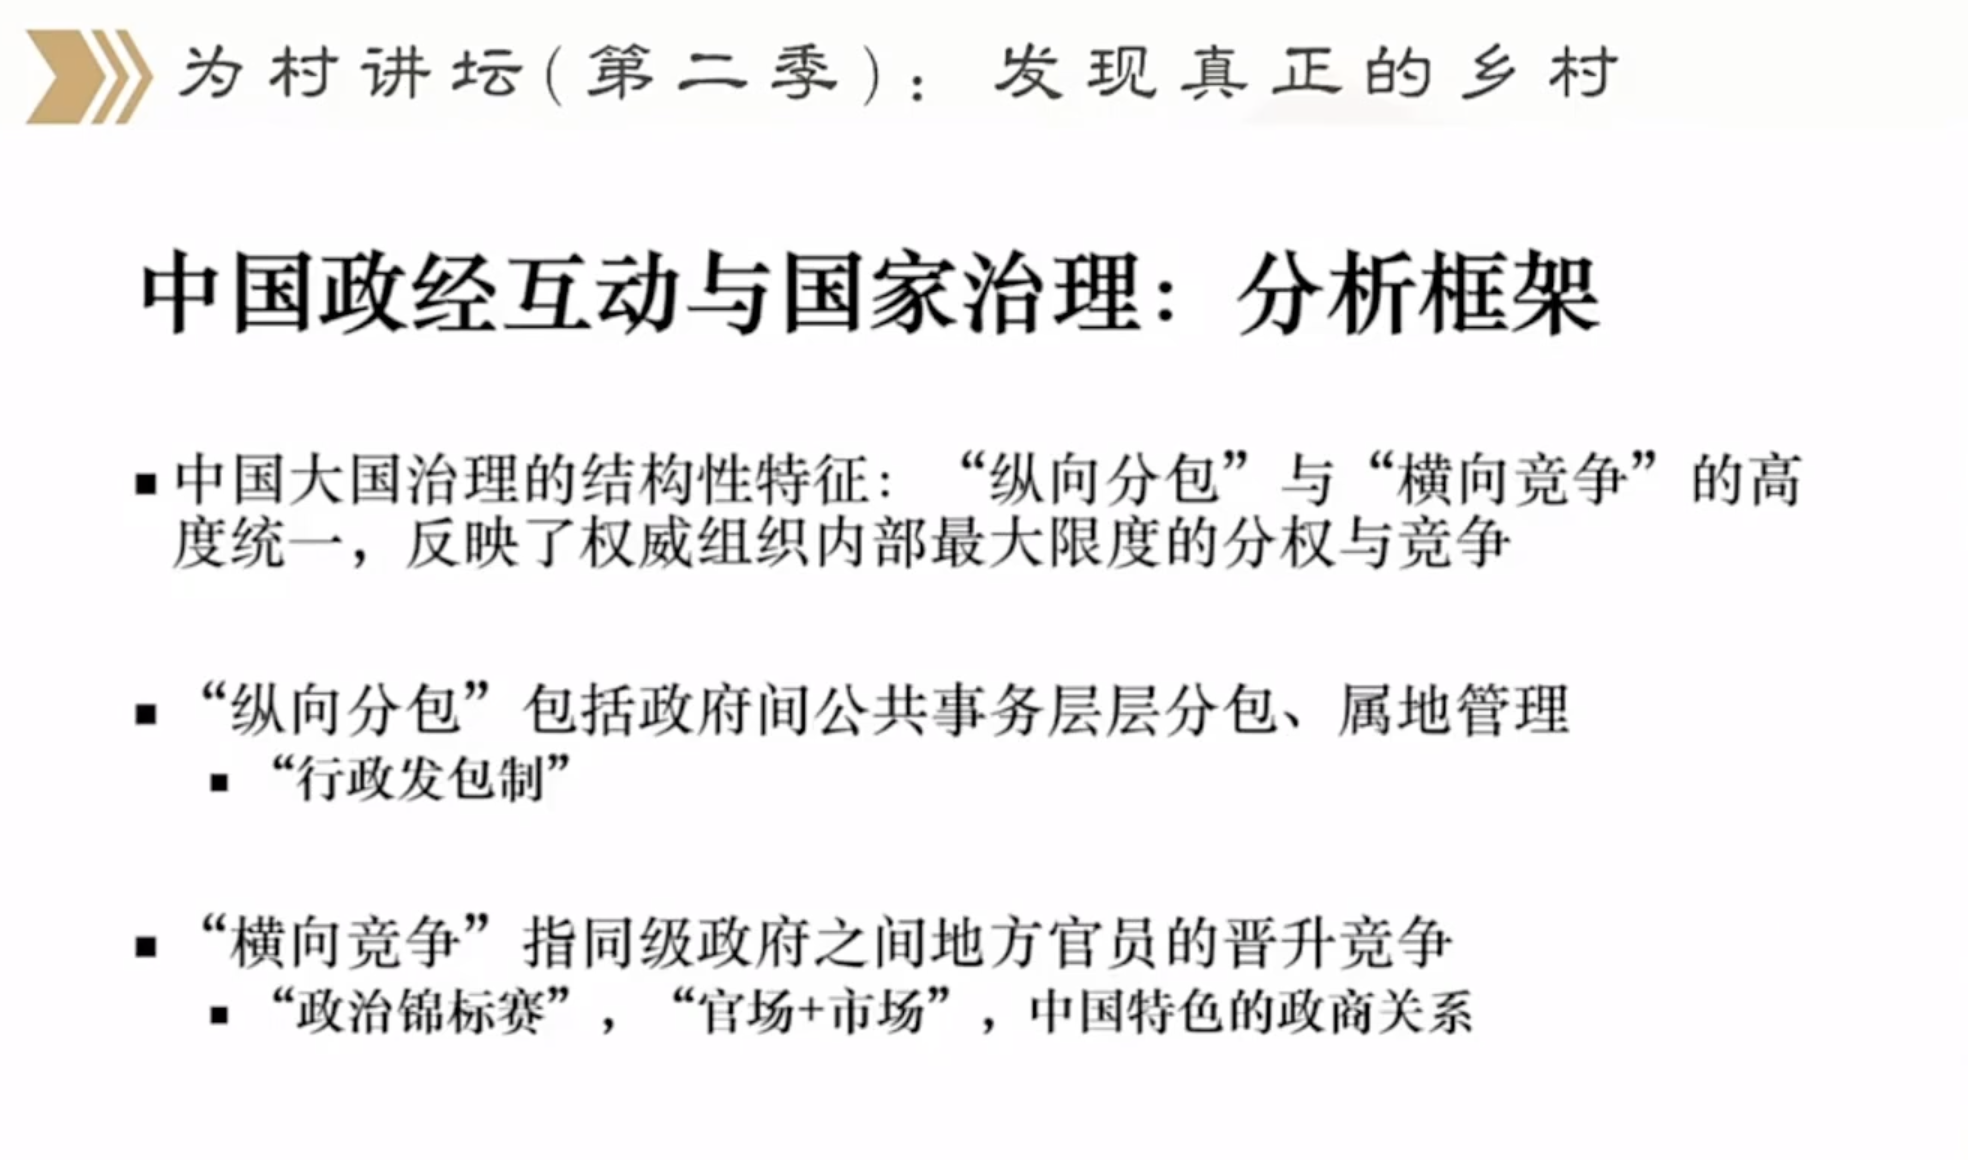 为村讲坛(第二季)：发现真正的乡村
中国政经互动与国家治理：分析框架
▪中国大国治理的结构性特征：“纵向分包”与“横向竞争”的高
度统一，反映了权威组织内部最大限度的分权与竞争
▪“纵向分包”包括政府间公共事务层层分包、属地管理
▪“行政发包制”
▪“横向竞争”指同级政府之间地方官员的晋升竞争
▪“政治锦标赛”，“官场+市场”，中国特色的政商关系